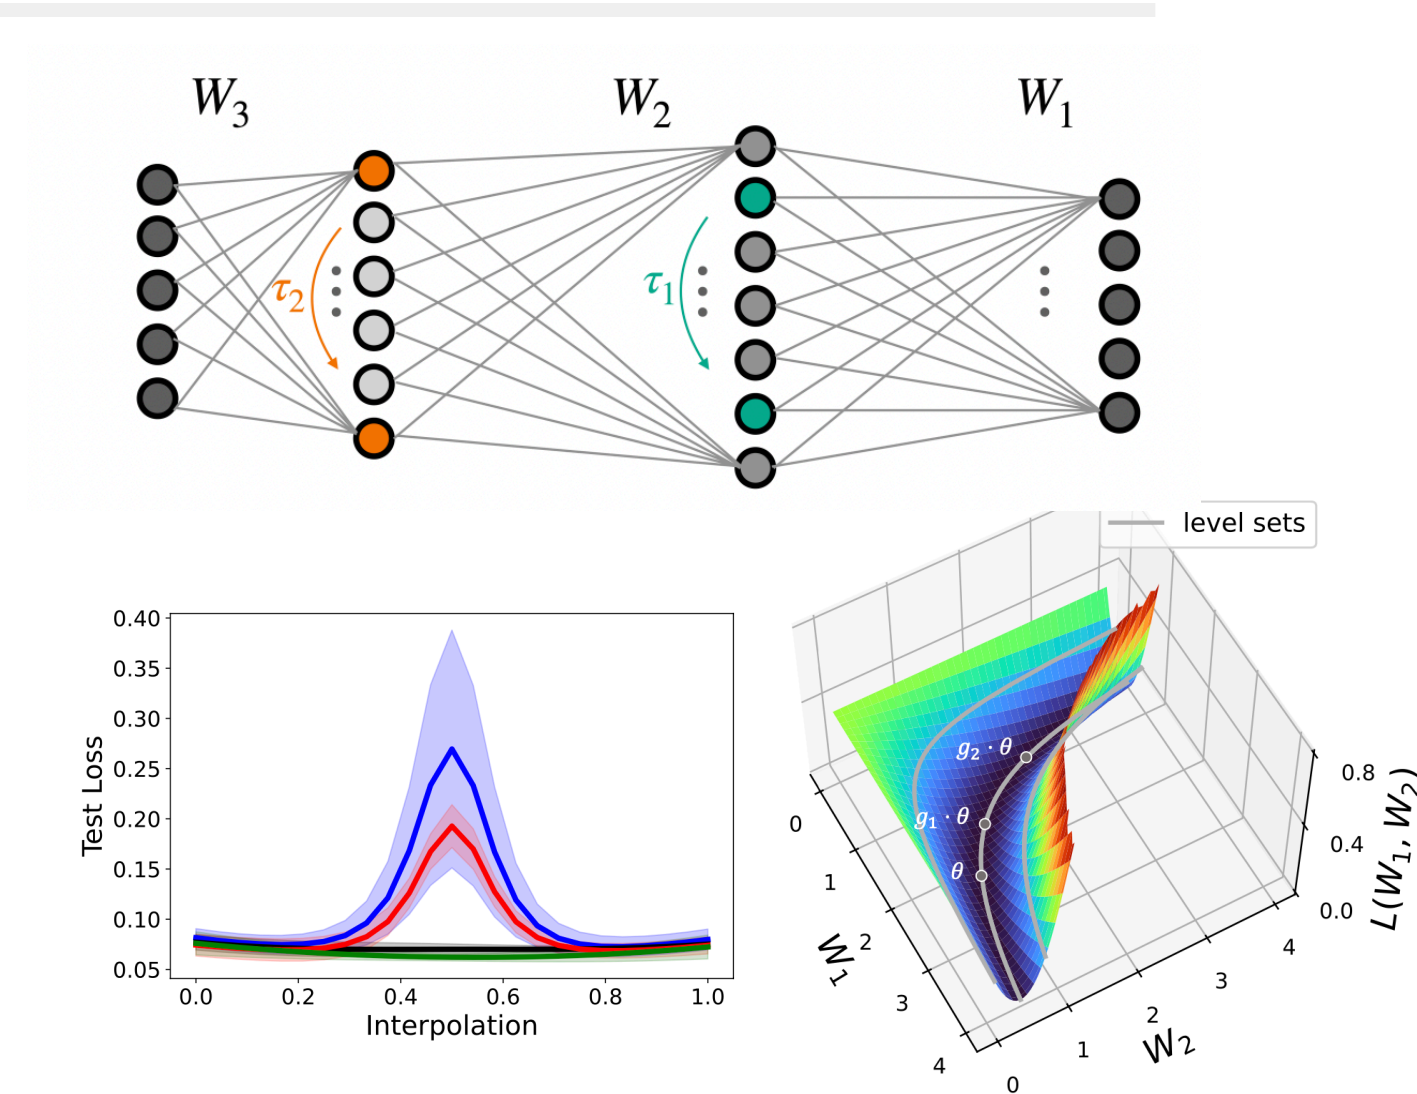 W3 W2 W1
τ2 τ1
level sets
0.40
0.35
0.30
0.25
0.20
0.15
0.10
0.05
Test Loss
0.0 0.2 0.4 0.6 0.8 1.0
Interpolation
g2 · θ
g1 · θ
θ
0
1
2
3
4
W1
0
1
2
3
4
W2
0.8
0.4
0.0
L(W1, W2)